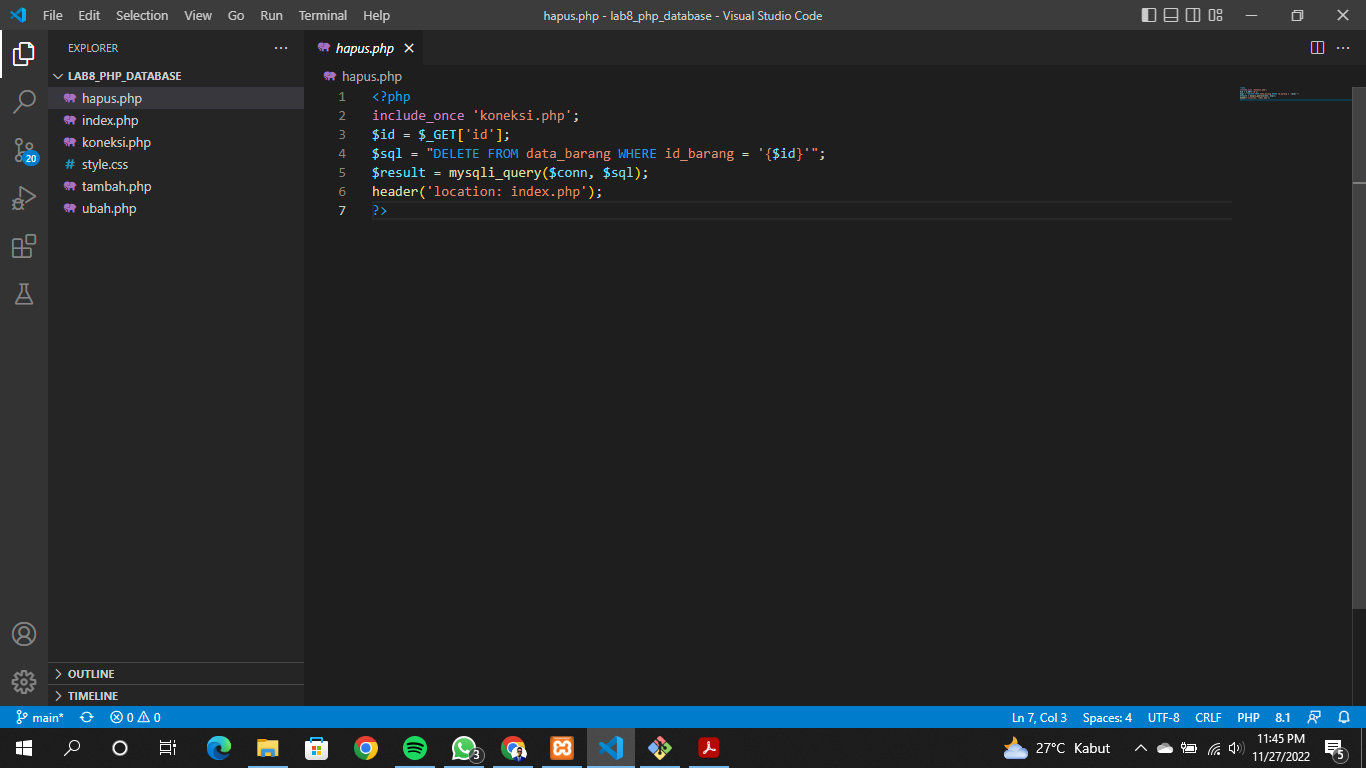 File Edit Selection View Go Run Terminal Help
hapus.php - lab8_php_database - Visual Studio Code
EXPLORER
LAB8_PHP_DATABASE
hapus.php
index.php
koneksi.php
# style.css
tambah.php
ubah.php
20
OUTLINE
TIMELINE
hapus.php
hapus.php
1 <?php
2 include_once 'koneksi.php';
3 $id = $_GET['id'];
4 $sql = "DELETE FROM data_barang WHERE id_barang = '{$id}'";
5 $result = mysqli_query($conn, $sql);
6 header('location: index.php');
7 ?>
main* 0 0
Ln 7, Col 3 Spaces: 4 UTF-8 CRLF PHP 8.1
3
27°C Kabut
11:45 PM
11/27/2022
5